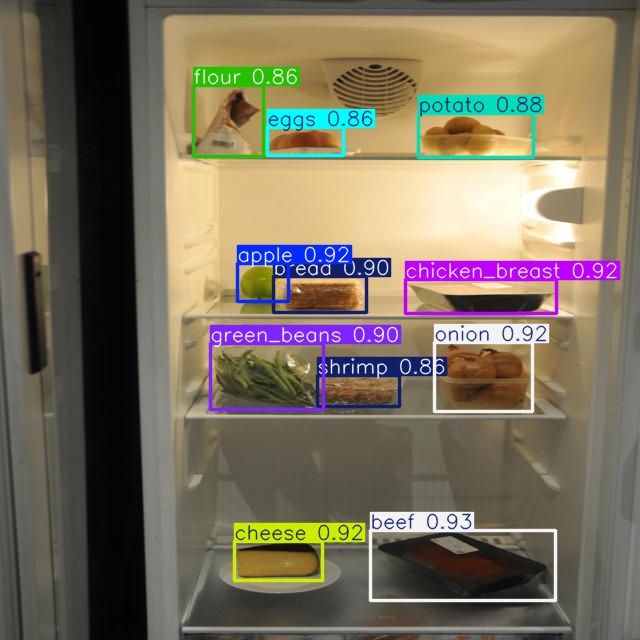 flour 0.86
eggs 0.86
potato 0.88
apple 0.92
bread 0.90
chicken_breast 0.92
green_beans 0.90
onion 0.92
shrimp 0.86
cheese 0.92
beef 0.93